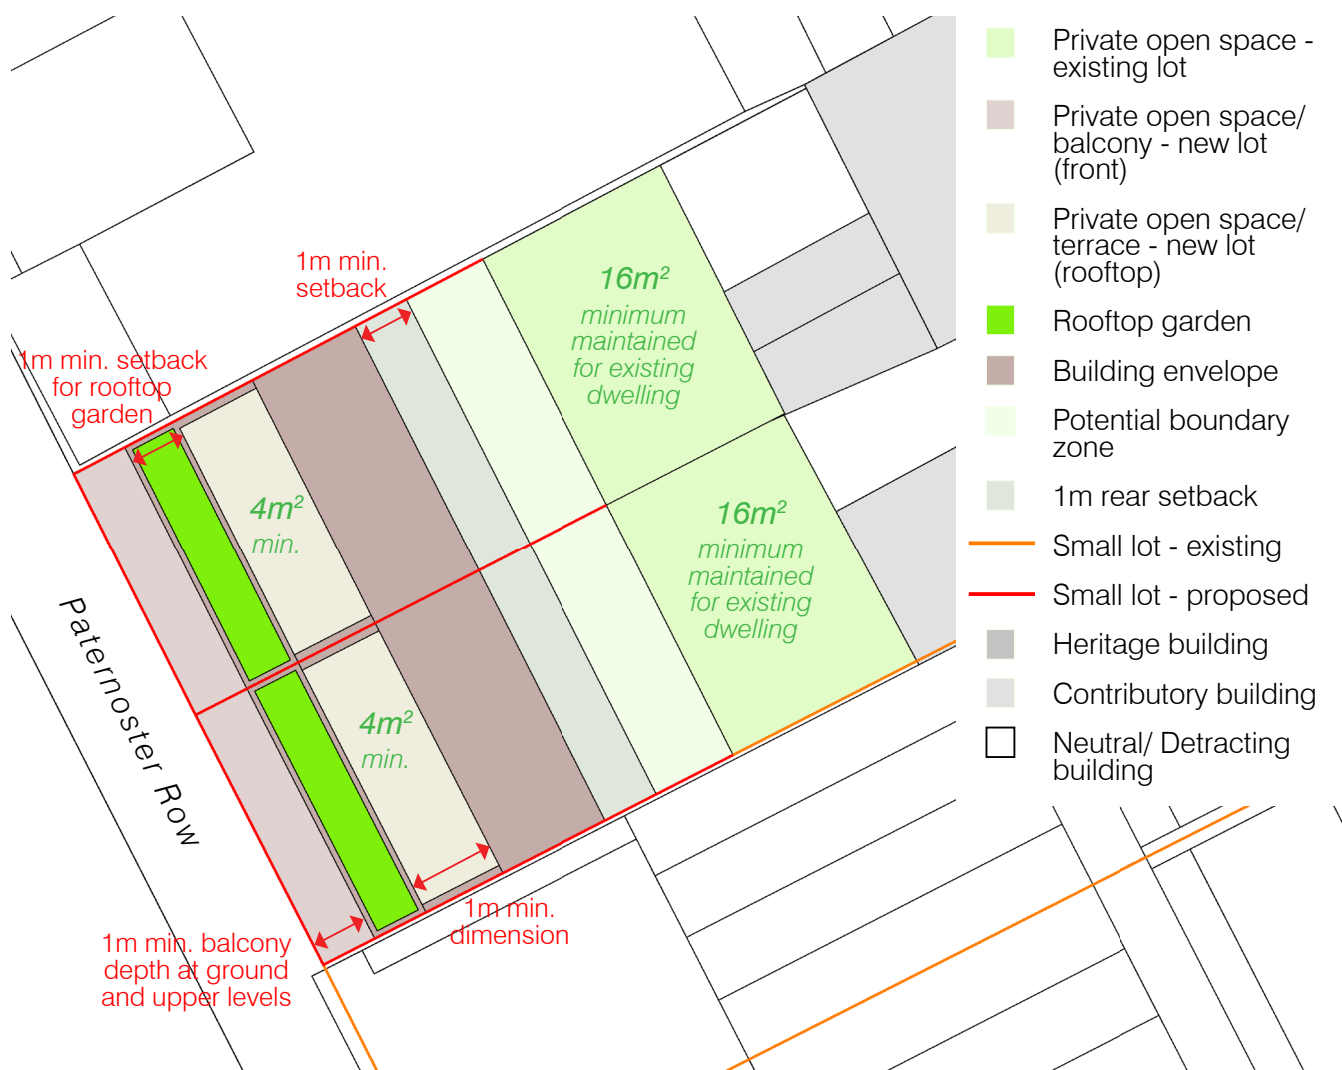 1m min.
setback
1m min. setback
for rooftop
garden
16m²
minimum
maintained
for existing
dwelling
4m²
min.
16m²
minimum
maintained
for existing
dwelling
4m²
min.
Paternoster Row
1m min.
dimension
1m min. balcony
depth at ground
and upper levels
Private open space -
existing lot
Private open space/
balcony - new lot
(front)
Private open space/
terrace - new lot
(rooftop)
Rooftop garden
Building envelope
Potential boundary
zone
1m rear setback
Small lot - existing
Small lot - proposed
Heritage building
Contributory building
Neutral/ Detracting
building